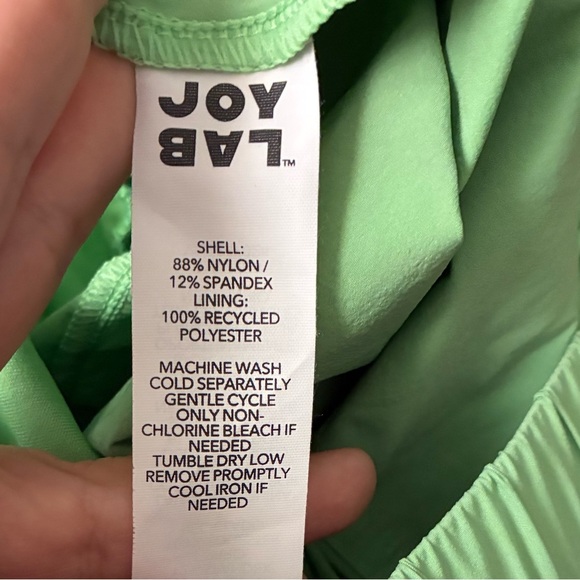 JOY
LAB™
SHELL:
88% NYLON /
12% SPANDEX
LINING:
100% RECYCLED
POLYESTER
MACHINE WASH
COLD SEPARATELY
GENTLE CYCLE
ONLY NON-
CHLORINE BLEACH IF
NEEDED
TUMBLE DRY LOW
REMOVE PROMPTLY
COOL IRON IF
NEEDED